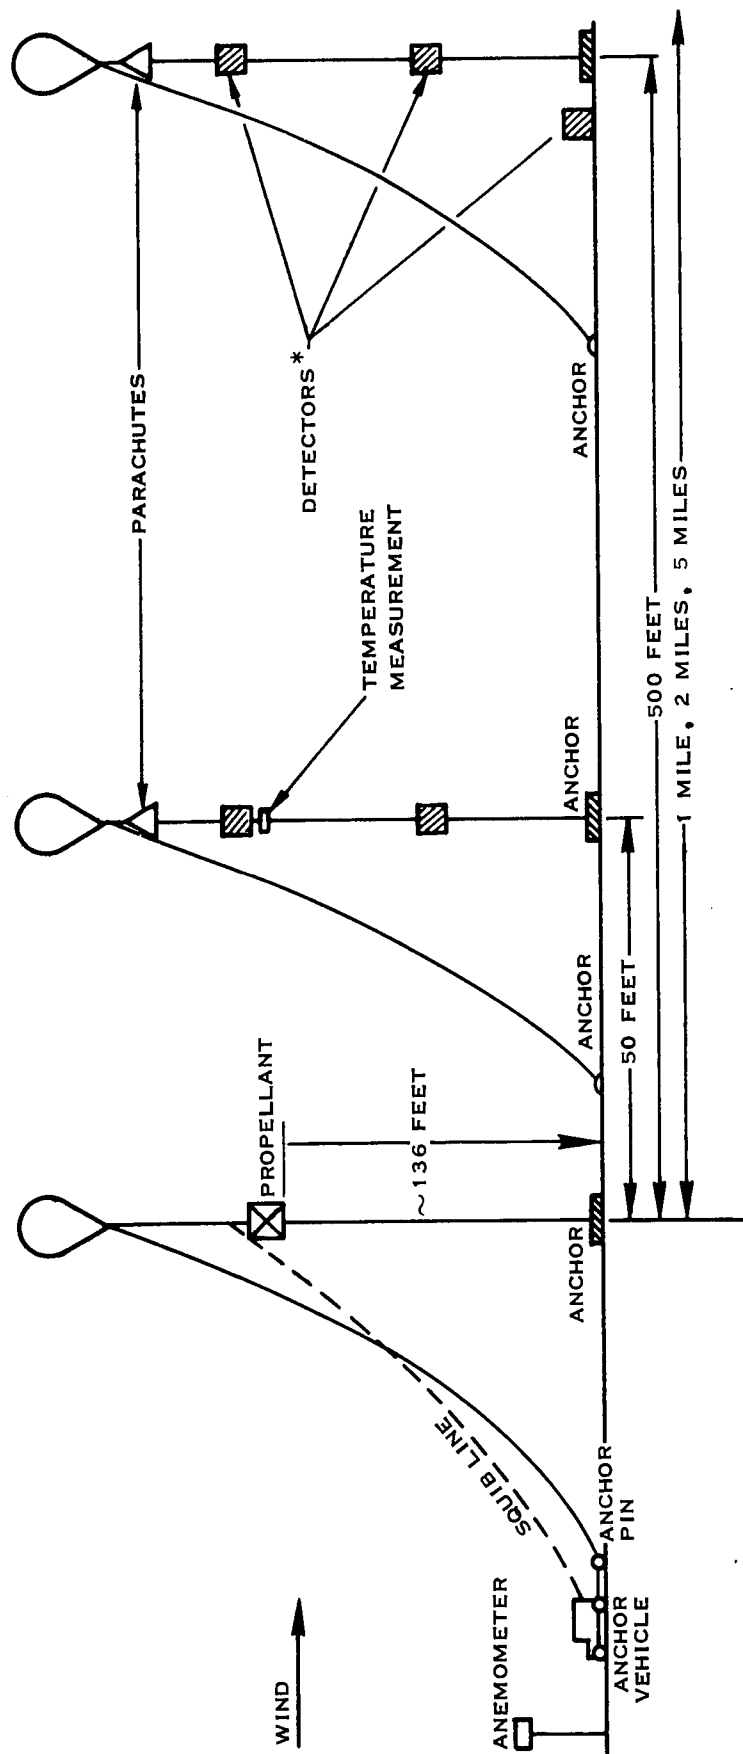 PARACHUTES
DETECTORS*
TEMPERATURE
MEASUREMENT
PROPELLANT
~136 FEET
SQUIB LINE
WIND
ANEMOMETER
ANCHOR
VEHICLE
ANCHOR
PIN
ANCHOR
ANCHOR
ANCHOR
ANCHOR
50 FEET
500 FEET
1 MILE, 2 MILES, 5 MILES